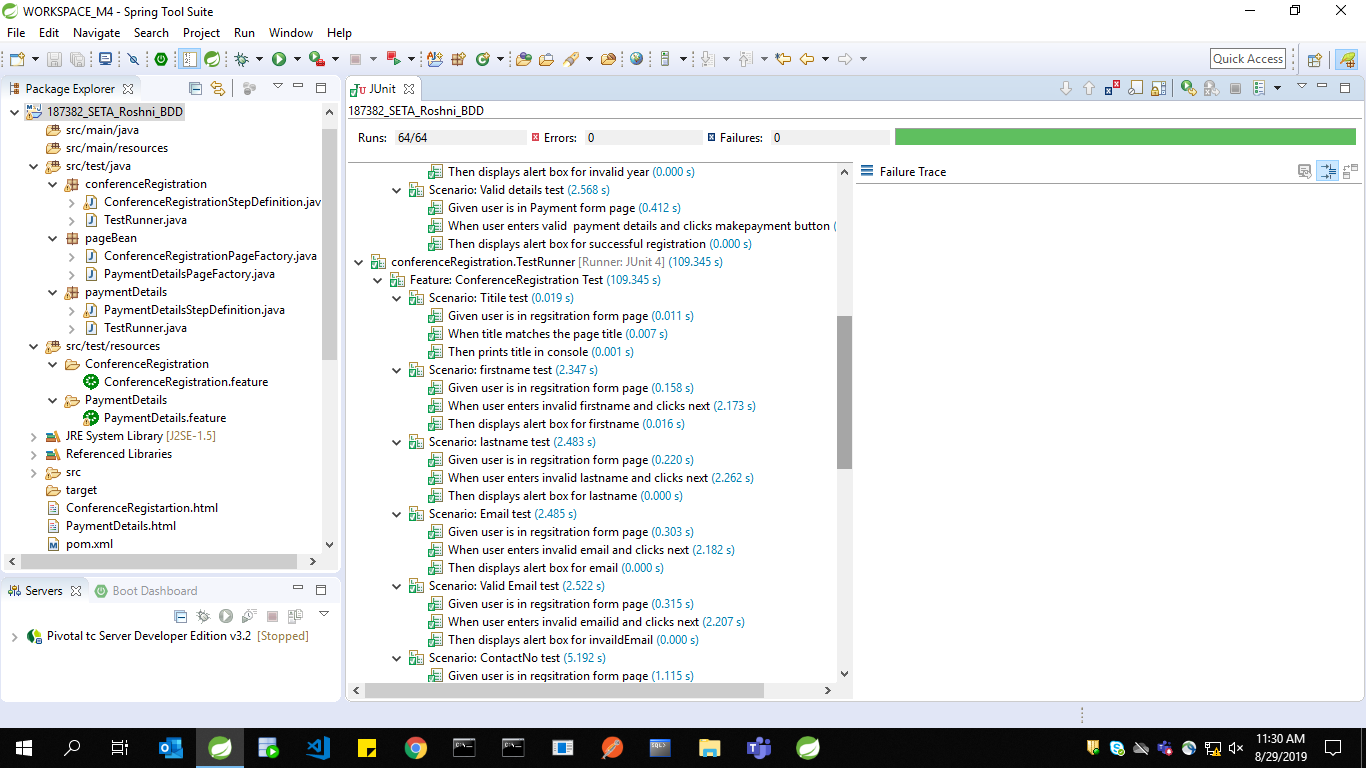 WORKSPACE_M4 - Spring Tool Suite
File Edit Navigate Search Project Run Window Help
Quick Access
Package Explorer
187382_SETA_Roshni_BDD
src/main/java
src/main/resources
src/test/java
conferenceRegistration
ConferenceRegistrationStepDefinition.jav
TestRunner.java
pageBean
ConferenceRegistrationPageFactory.java
PaymentDetailsPageFactory.java
paymentDetails
PaymentDetailsStepDefinition.java
TestRunner.java
src/test/resources
ConferenceRegistration
ConferenceRegistration.feature
PaymentDetails
PaymentDetails.feature
JRE System Library [J2SE-1.5]
Referenced Libraries
src
target
ConferenceRegistartion.html
PaymentDetails.html
pom.xml
Servers Boot Dashboard
Pivotal tc Server Developer Edition v3.2 [Stopped]
JUnit
187382_SETA_Roshni_BDD
Runs: 64/64 Errors: 0 Failures: 0
Then displays alert box for invalid year (0.000 s)
Scenario: Valid details test (2.568 s)
Given user is in Payment form page (0.412 s)
When user enters valid  payment details and clicks makepayment button (
Then displays alert box for successful registration (0.000 s)
conferenceRegistration.TestRunner [Runner: JUnit 4] (109.345 s)
Feature: ConferenceRegistration Test (109.345 s)
Scenario: Titile test (0.019 s)
Given user is in regsitration form page (0.011 s)
When title matches the page title (0.007 s)
Then prints title in console (0.001 s)
Scenario: firstname test (2.347 s)
Given user is in regsitration form page (0.158 s)
When user enters invalid firstname and clicks next (2.173 s)
Then displays alert box for firstname (0.016 s)
Scenario: lastname test (2.483 s)
Given user is in regsitration form page (0.220 s)
When user enters invalid lastname and clicks next (2.262 s)
Then displays alert box for lastname (0.000 s)
Scenario: Email test (2.485 s)
Given user is in regsitration form page (0.303 s)
When user enters invalid email and clicks next (2.182 s)
Then displays alert box for email (0.000 s)
Scenario: Valid Email test (2.522 s)
Given user is in regsitration form page (0.315 s)
When user enters invalid emailid and clicks next (2.207 s)
Then displays alert box for invaildEmail (0.000 s)
Scenario: ContactNo test (5.192 s)
Given user is in regsitration form page (1.115 s)
Failure Trace
11:30 AM
8/29/2019